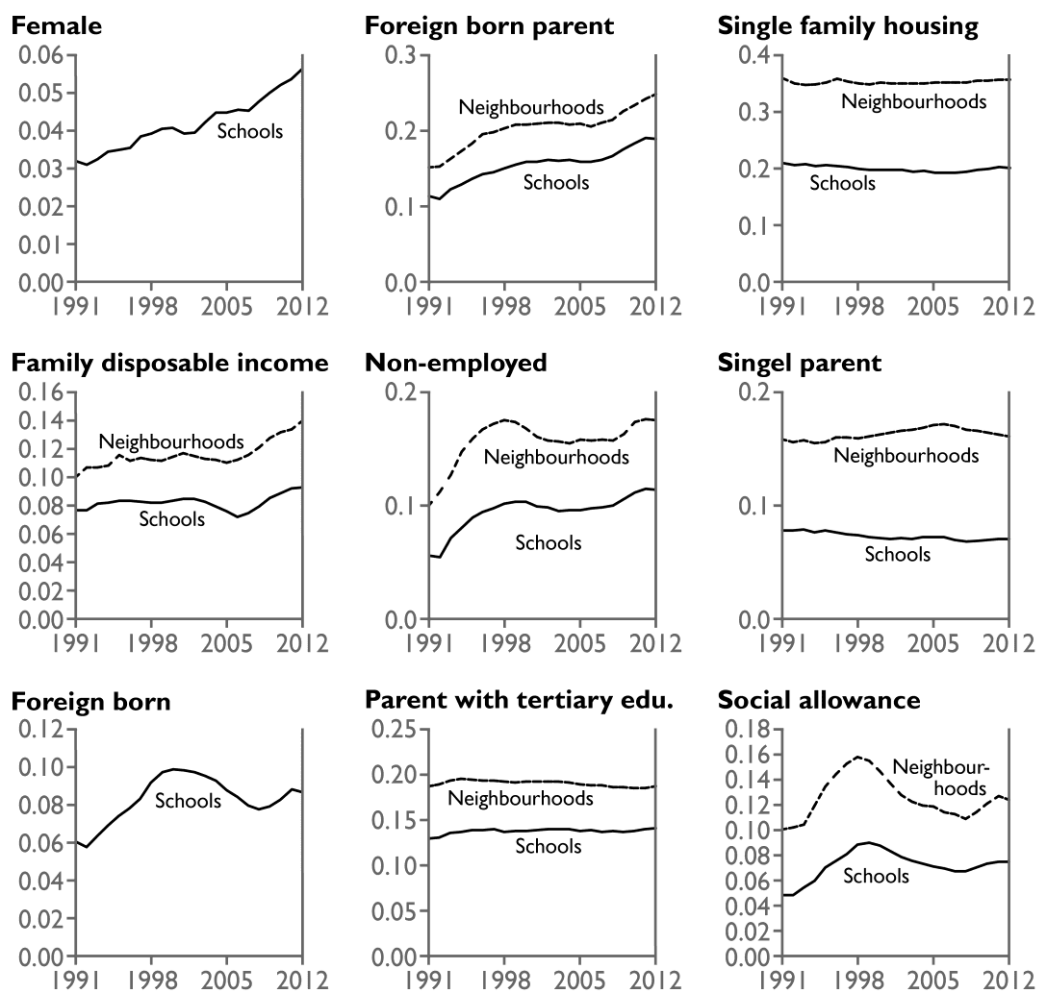 Female
0.06
0.05
0.04
0.03
0.02
0.01
0.00
Schools
1991 1998 2005 2012
Foreign born parent
0.3
0.2
0.1
0.0
Neighbourhoods
Schools
1991 1998 2005 2012
Single family housing
0.4
0.3
0.2
0.1
0.0
Neighbourhoods
Schools
1991 1998 2005 2012
Family disposable income
0.16
0.14
0.12
0.10
0.08
0.06
0.04
0.02
0.00
Neighbourhoods
Schools
1991 1998 2005 2012
Non-employed
0.2
0.1
0.0
Neighbourhoods
Schools
1991 1998 2005 2012
Singel parent
0.2
0.1
0.0
Neighbourhoods
Schools
1991 1998 2005 2012
Foreign born
0.12
0.10
0.08
0.06
0.04
0.02
0.00
Schools
1991 1998 2005 2012
Parent with tertiary edu.
0.25
0.20
0.15
0.10
0.05
0.00
Neighbourhoods
Schools
1991 1998 2005 2012
Social allowance
0.18
0.16
0.14
0.12
0.10
0.08
0.06
0.04
0.02
0.00
Neighbour-
hoods
Schools
1991 1998 2005 2012